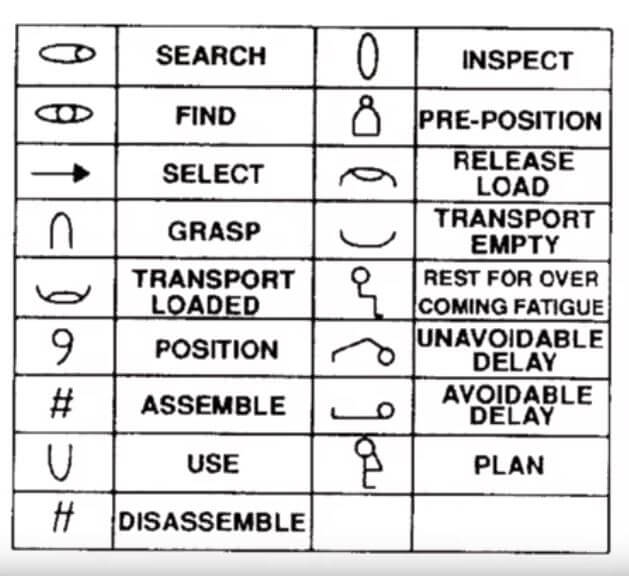 SEARCH
INSPECT
FIND
PRE-POSITION
SELECT
RELEASE
LOAD
GRASP
TRANSPORT
EMPTY
TRANSPORT
LOADED
REST FOR OVER
COMING FATIGUE
POSITION
UNAVOIDABLE
DELAY
ASSEMBLE
AVOIDABLE
DELAY
USE
PLAN
DISASSEMBLE